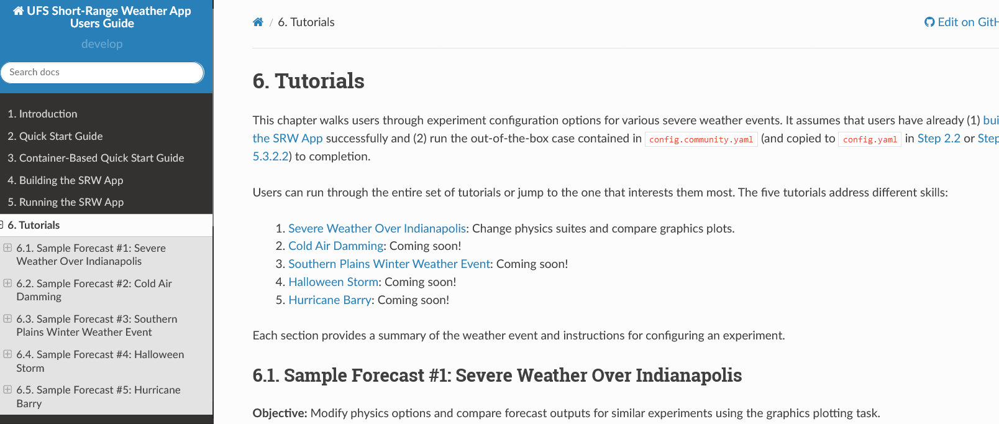 UFS Short-Range Weather App
Users Guide
develop
Search docs
1. Introduction
2. Quick Start Guide
3. Container-Based Quick Start Guide
4. Building the SRW App
5. Running the SRW App
6. Tutorials
6.1. Sample Forecast #1: Severe
Weather Over Indianapolis
6.2. Sample Forecast #2: Cold Air
Damming
6.3. Sample Forecast #3: Southern
Plains Winter Weather Event
6.4. Sample Forecast #4: Halloween
Storm
6.5. Sample Forecast #5: Hurricane
Barry
/ 6. Tutorials
Edit on GitH
6. Tutorials
This chapter walks users through experiment configuration options for various severe weather events. It assumes that users have already (1) bui
the SRW App successfully and (2) run the out-of-the-box case contained in config.community.yaml (and copied to config.yaml in Step 2.2 or Step
5.3.2.2) to completion.
Users can run through the entire set of tutorials or jump to the one that interests them most. The five tutorials address different skills:
1. Severe Weather Over Indianapolis: Change physics suites and compare graphics plots.
2. Cold Air Damming: Coming soon!
3. Southern Plains Winter Weather Event: Coming soon!
4. Halloween Storm: Coming soon!
5. Hurricane Barry: Coming soon!
Each section provides a summary of the weather event and instructions for configuring an experiment.
6.1. Sample Forecast #1: Severe Weather Over Indianapolis
Objective: Modify physics options and compare forecast outputs for similar experiments using the graphics plotting task.